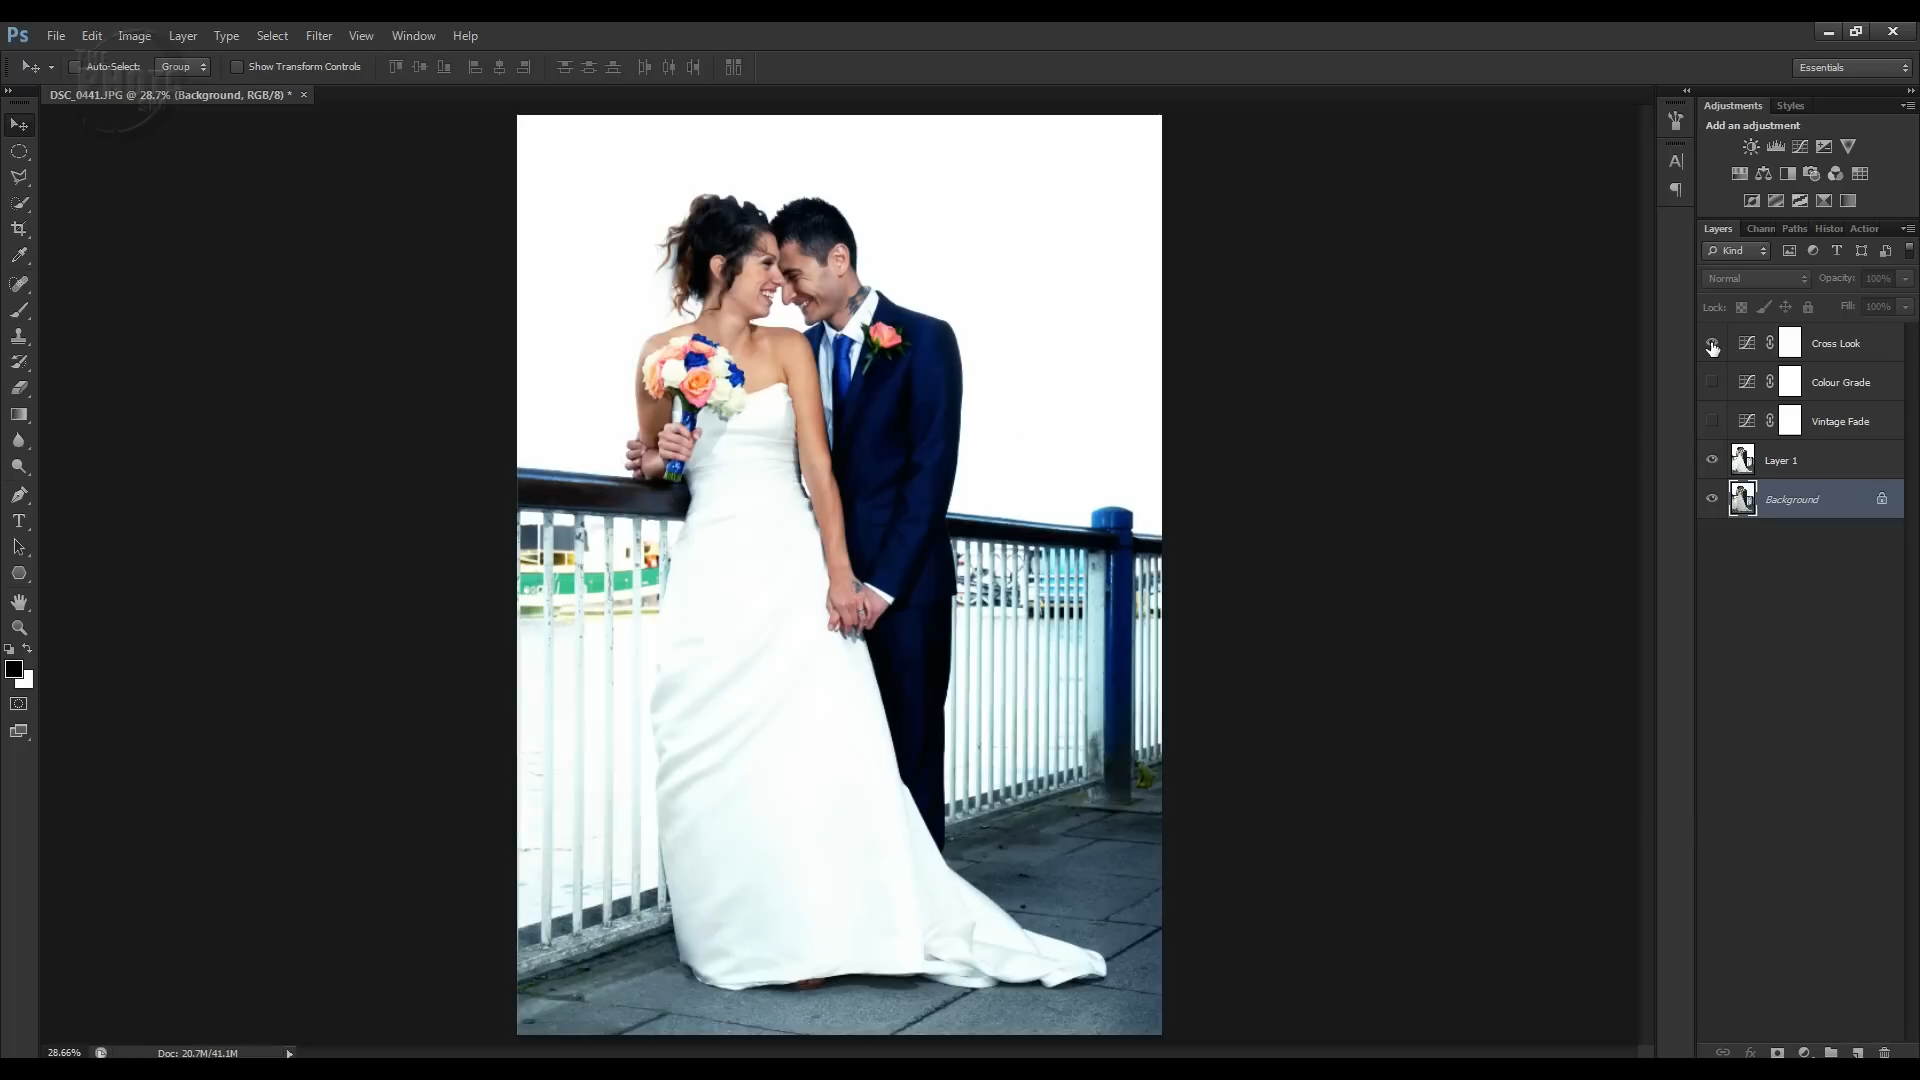 Ps File Edit Image Layer Type Select Filter View Window Help
Auto-Select: Group Show Transform Controls Essentials
DSC_0441.JPG @ 28.7% (Background, RGB/8) * ×
Adjustments Styles
Add an adjustment
Layers Chann Paths Histor Action
Kind
Normal Opacity: 100%
Lock: Fill: 100%
Cross Look
Colour Grade
Vintage Fade
Layer 1
Background
28.66% Doc: 20.7M/41.1M